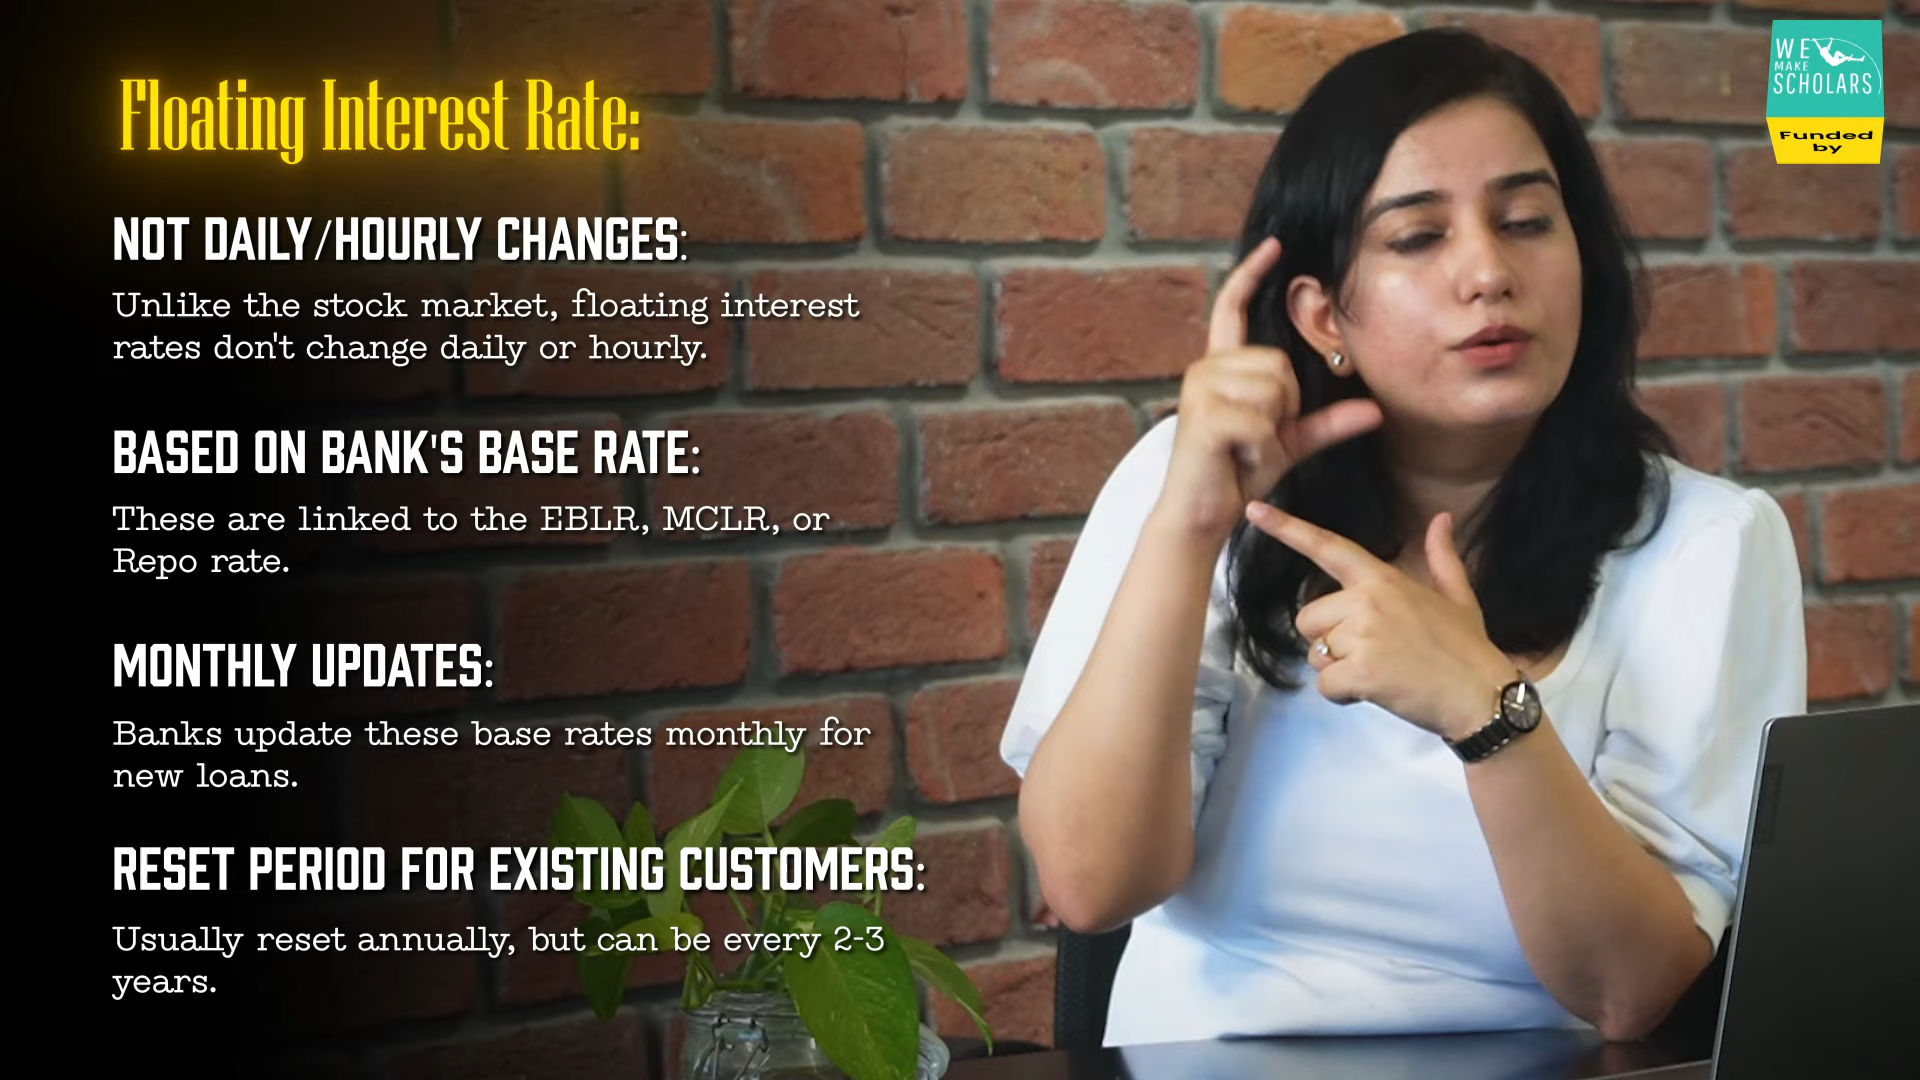 Floating Interest Rate:
NOT DAILY/HOURLY CHANGES:
Unlike the stock market, floating interest
rates don't change daily or hourly.
BASED ON BANK'S BASE RATE:
These are linked to the EBLR, MCLR, or
Repo rate.
MONTHLY UPDATES:
Banks update these base rates monthly for
new loans.
RESET PERIOD FOR EXISTING CUSTOMERS:
Usually reset annually, but can be every 2-3
years.
WE
MAKE
SCHOLARS
Funded
by